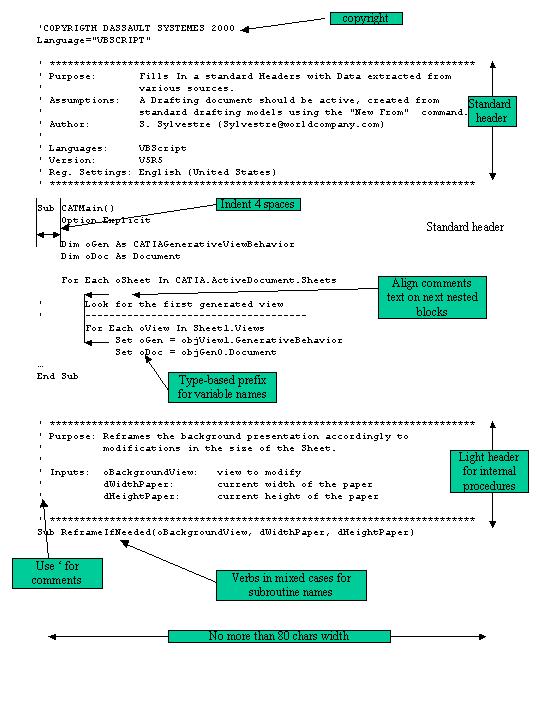 copyright
'COPYRIGTH DASSAULT SYSTEMES 2000
Language="VBSCRIPT"
' ***********************************************************************
' Purpose:       Fills In a standard Headers with Data extracted from
'                various sources.
' Assumptions:   A Drafting document should be active, created from
'                standard drafting models using the "New From"  command.
' Author:        S. Sylvestre (Sylvestre@worldcompany.com)
'
' Languages:     VBScript
' Version:       V5R5
' Reg. Settings: English (United States)
' ***********************************************************************
Standard
header
Sub  CATMain()
Indent 4 spaces
Option Explicit
Standard header
Dim oGen As CATIAGenerativeViewBehavior
Dim oDoc As Document
For Each oSheet In CATIA.ActiveDocument.Sheets
Align comments
text on next nested
blocks
'       Look for the first generated view
'       -------------------------------------
For Each oView In Sheet1.Views
Set oGen = objView1.GenerativeBehavior
Set oDoc = objGen0.Document
…
End Sub
Type-based prefix
for variable names
' ***********************************************************************
' Purpose: Reframes the background presentation accordingly to
'          modifications in the size of the Sheet.
'
' Inputs:  oBackgroundView:   view to modify
'          dWidthPaper:       current width of the paper
'          dHeightPaper:      current height of the paper
'
' ***********************************************************************
Light header
for internal
procedures
Sub ReframeIfNeeded(oBackgroundView, dWidthPaper, dHeightPaper)
Use ‘ for
comments
Verbs in mixed cases for
subroutine names
No more than 80 chars width